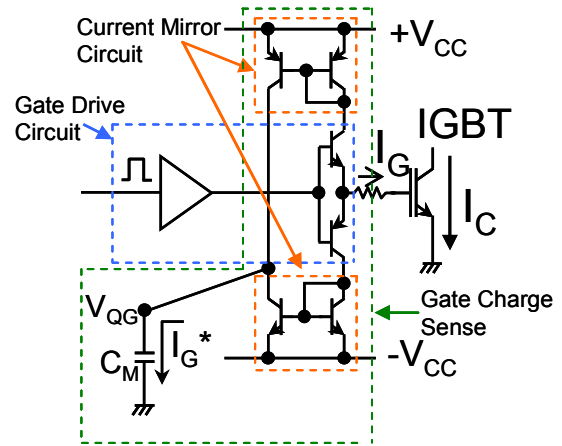 Current Mirror
Circuit
+VCC
Gate Drive
Circuit
IGBT
IG
IC
VQG
CM
IG*
Gate Charge
Sense
-VCC